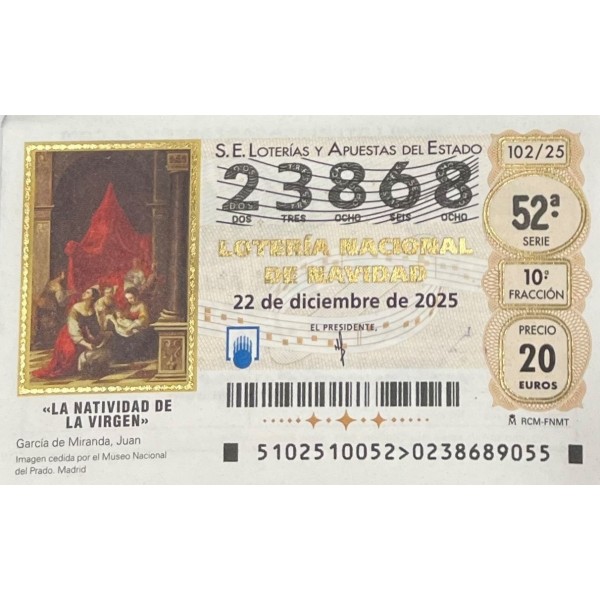 S.E. LOTERÍAS Y APUESTAS DEL ESTADO
23868
DOS TRES OCHO SEIS OCHO
LOTERÍA NACIONAL
DE NAVIDAD
22 de diciembre de 2025
EL PRESIDENTE,
102/25
52ª
SERIE
10ª
FRACCIÓN
PRECIO
20
EUROS
RCM-FNMT
«LA NATIVIDAD DE
LA VIRGEN»
García de Miranda, Juan
Imagen cedida por el Museo Nacional
del Prado. Madrid
5102510052>0238689055